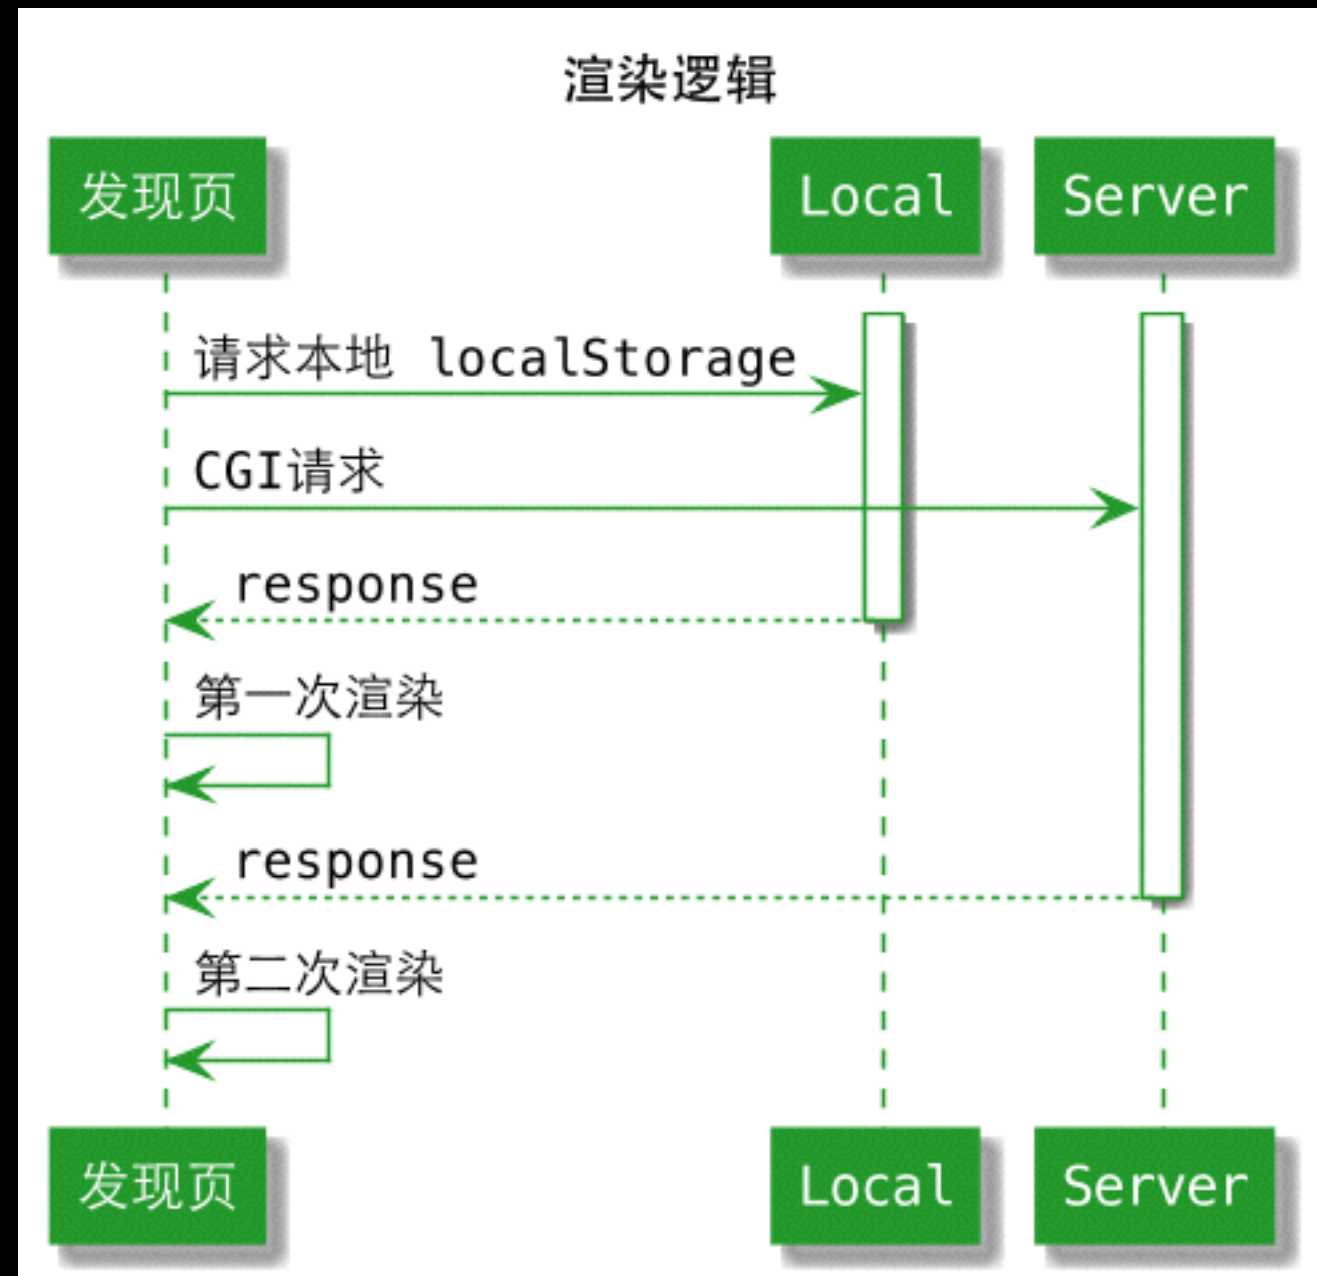 渲染逻辑
发现页 Local Server
请求本地 localStorage
CGI请求
response
第一次渲染
response
第二次渲染
发现页 Local Server